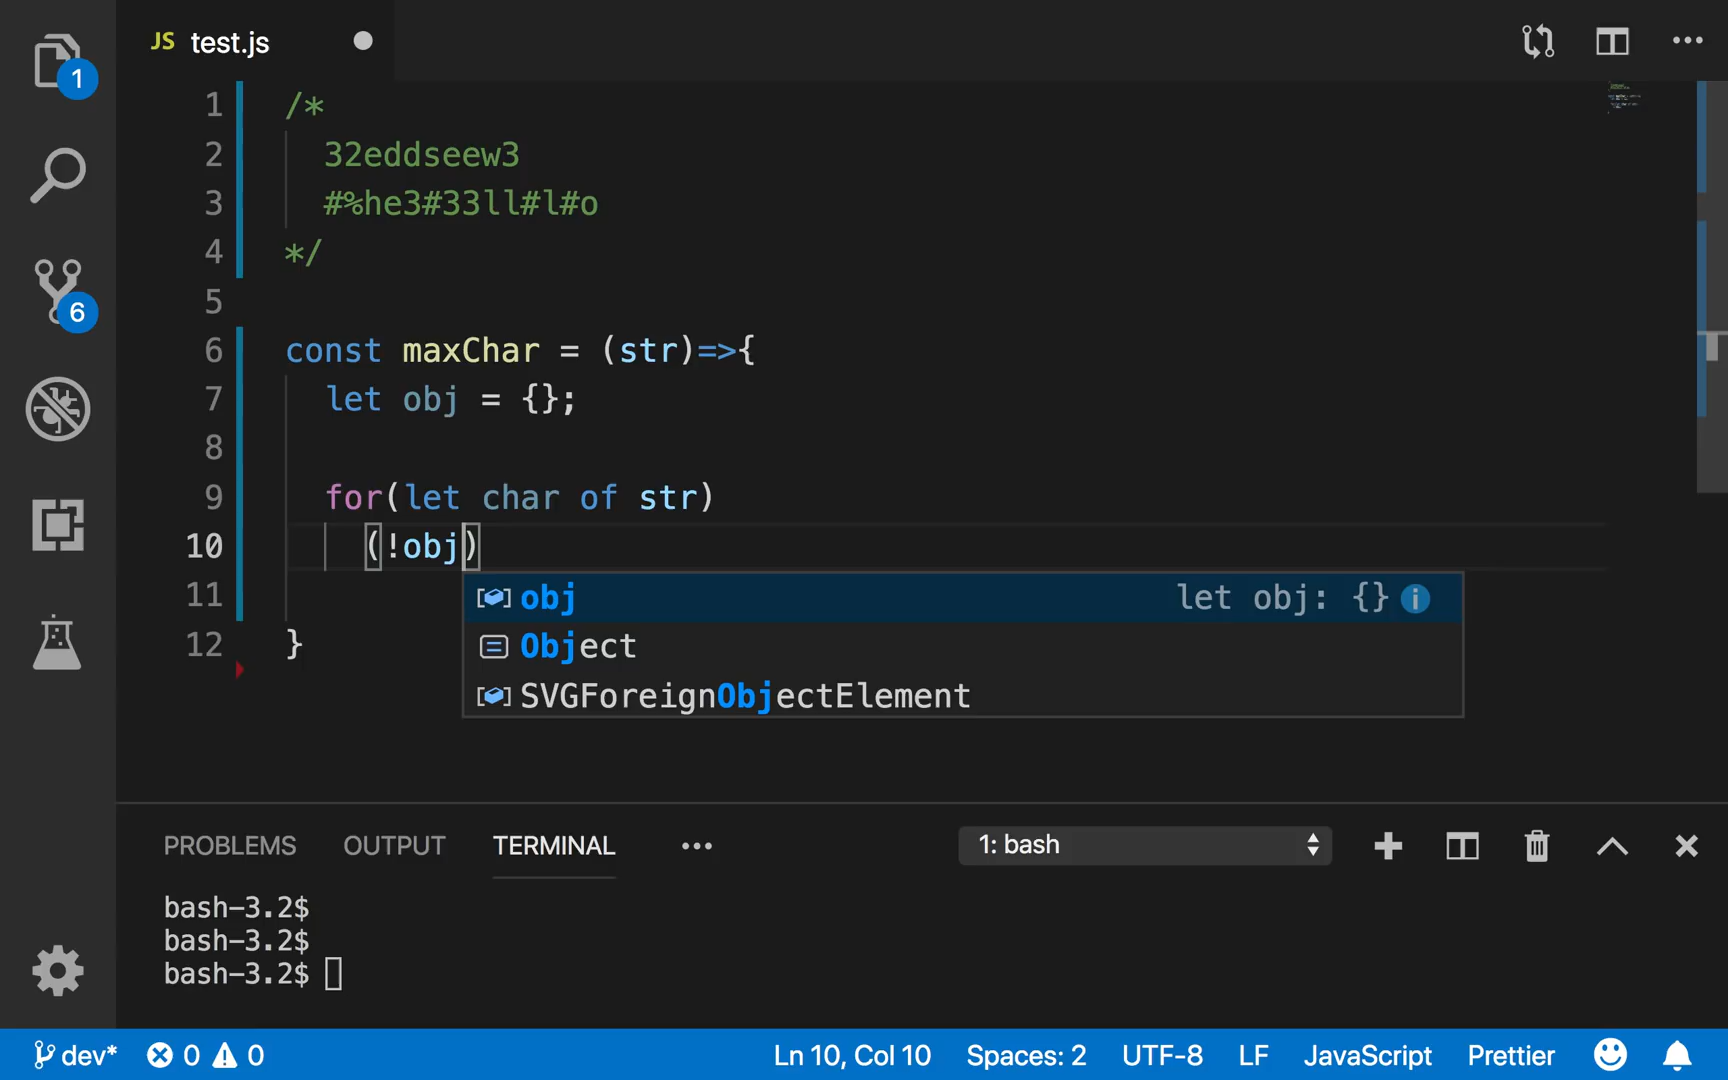 JS test.js
1
1 /*
2 32eddseew3
3 #%he3#33ll#l#o
4 */
5
6 const maxChar = (str)=>{
7 let obj = {};
8
9 for(let char of str)
10 (!obj)
obj let obj: {} i
Object
SVGForeignObjectElement
11
12 }
6
PROBLEMS OUTPUT TERMINAL ••• 1: bash
bash-3.2$
bash-3.2$
bash-3.2$
dev* 0 0 Ln 10, Col 10 Spaces: 2 UTF-8 LF JavaScript Prettier